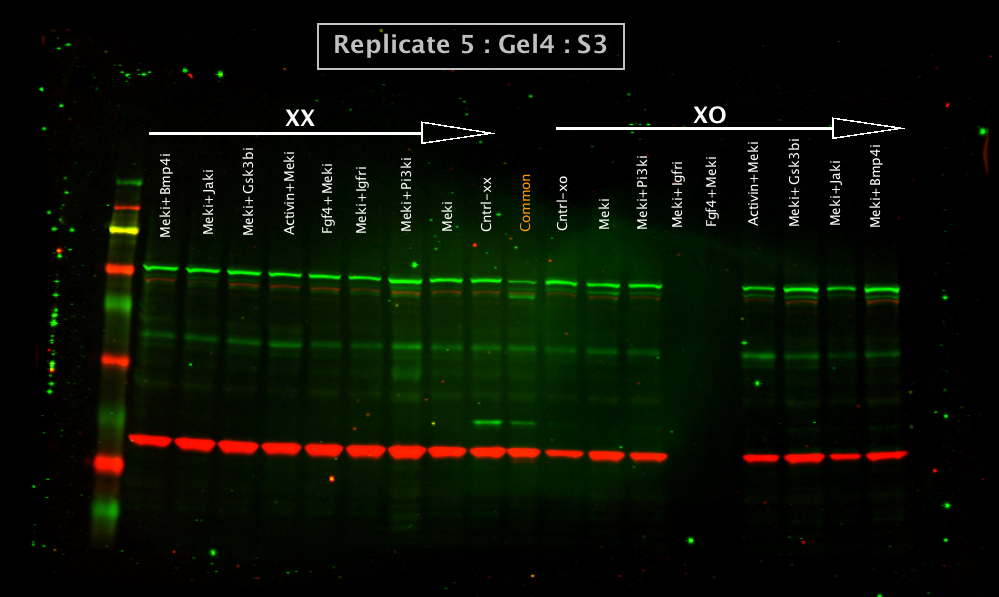 Replicate 5 : Gel4 : S3
XX
XO
Meki+Bmp4i
Meki+Jaki
Meki+Gsk3bi
Activin+Meki
Fgf4+Meki
Meki+Igfri
Meki+Pi3ki
Meki
Cntrl-xx
Common
Cntrl-xo
Meki
Meki+Pi3ki
Meki+Igfri
Fgf4+Meki
Activin+Meki
Meki+Gsk3bi
Meki+Jaki
Meki+Bmp4i